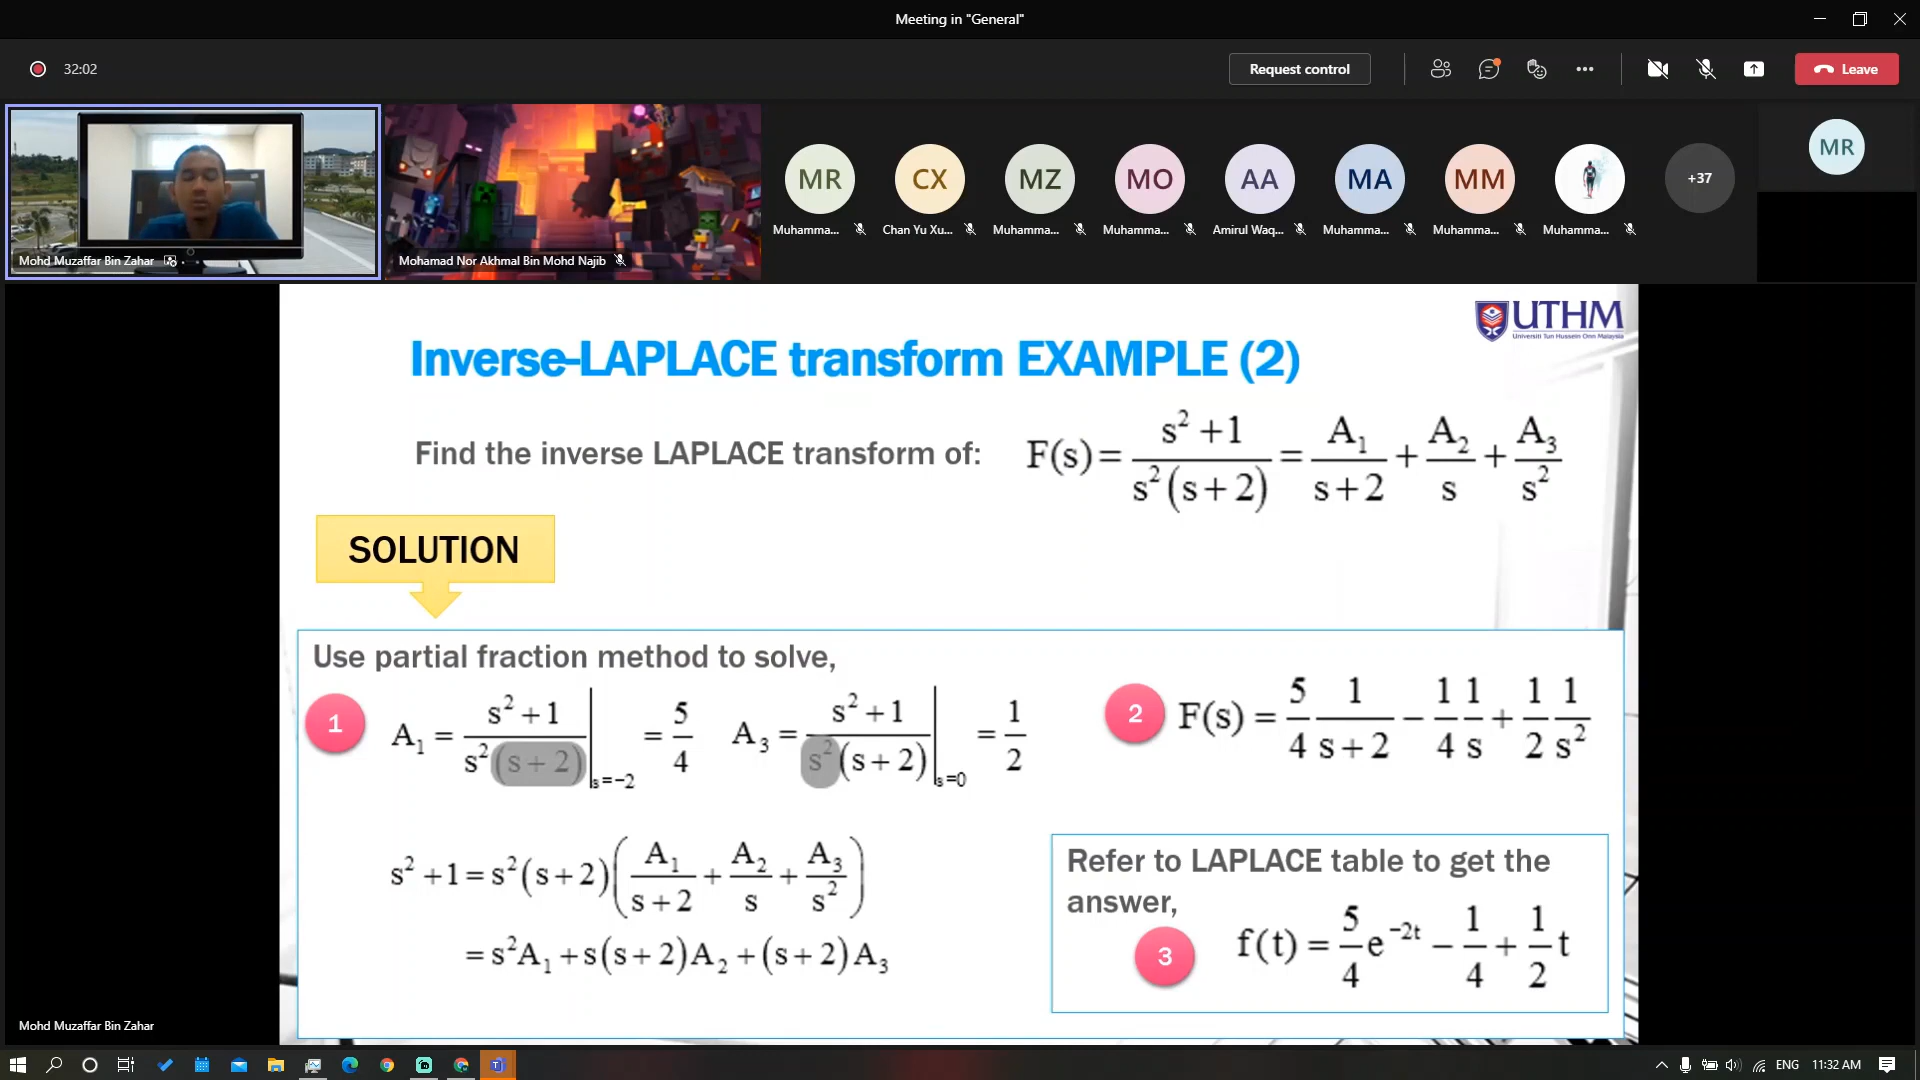 Meeting in "General"
32:02
Request control
Leave
Mohd Muzaffar Bin Zahar
Mohamad Nor Akhmal Bin Mohd Najib
MR
CX
MZ
MO
AA
MA
MM
+37
MR
Muhamma...
Chan Yu Xu...
Muhamma...
Muhamma...
Amirul Waq...
Muhamma...
Muhamma...
Muhamma...
UTHM
Universiti Tun Hussein Onn Malaysia
Inverse-LAPLACE transform EXAMPLE (2)
Find the inverse LAPLACE transform of: F(s) = (s² + 1)/(s²(s + 2)) = A₁/(s + 2) + A₂/s + A₃/s²
SOLUTION
Use partial fraction method to solve,
1
A₁ = (s² + 1)/(s²(s + 2)) |s=−2 = 5/4
A₃ = (s² + 1)/(s²(s + 2)) |s=0 = 1/2
s² + 1 = s²(s + 2)(A₁/(s + 2) + A₂/s + A₃/s²)
= s²A₁ + s(s + 2)A₂ + (s + 2)A₃
2
F(s) = 5/4 1/(s + 2) − 1/4 1/s + 1/2 1/s²
Refer to LAPLACE table to get the
answer,
3
f(t) = 5/4 e⁻²ᵗ − 1/4 + 1/2 t
Mohd Muzaffar Bin Zahar
ENG
11:32 AM